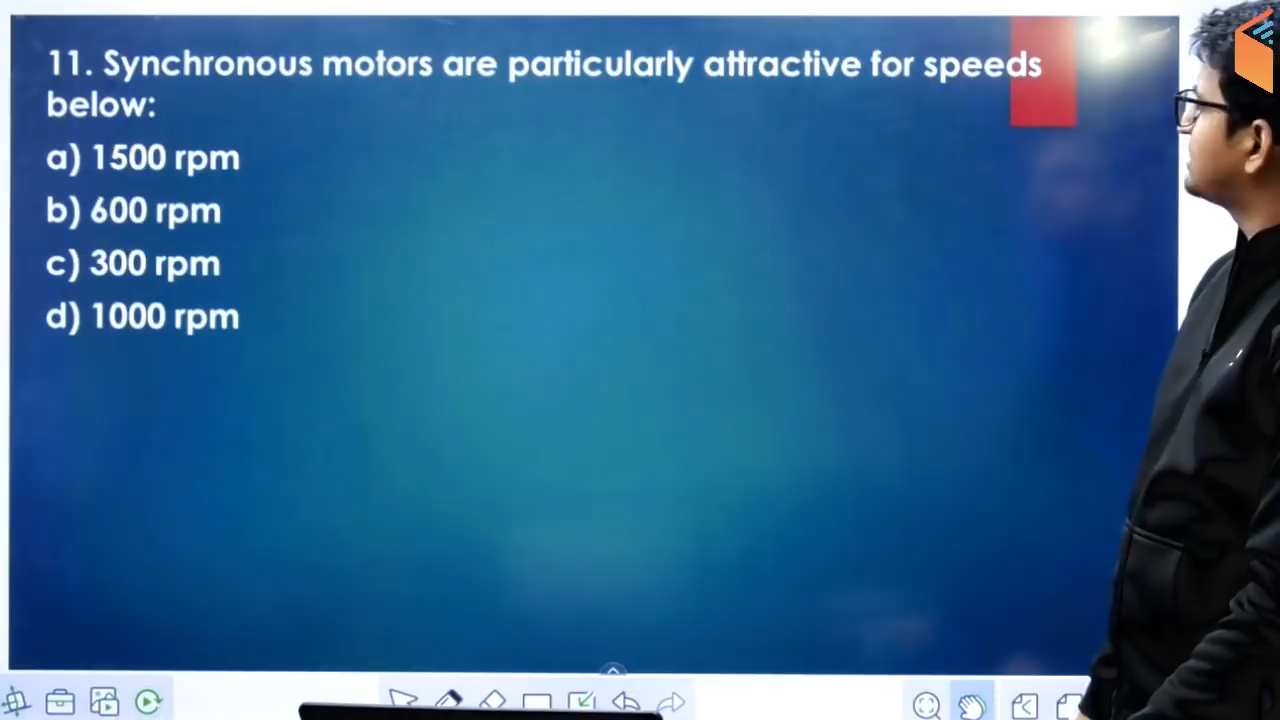 11. Synchronous motors are particularly attractive for speeds
below:
a) 1500 rpm
b) 600 rpm
c) 300 rpm
d) 1000 rpm